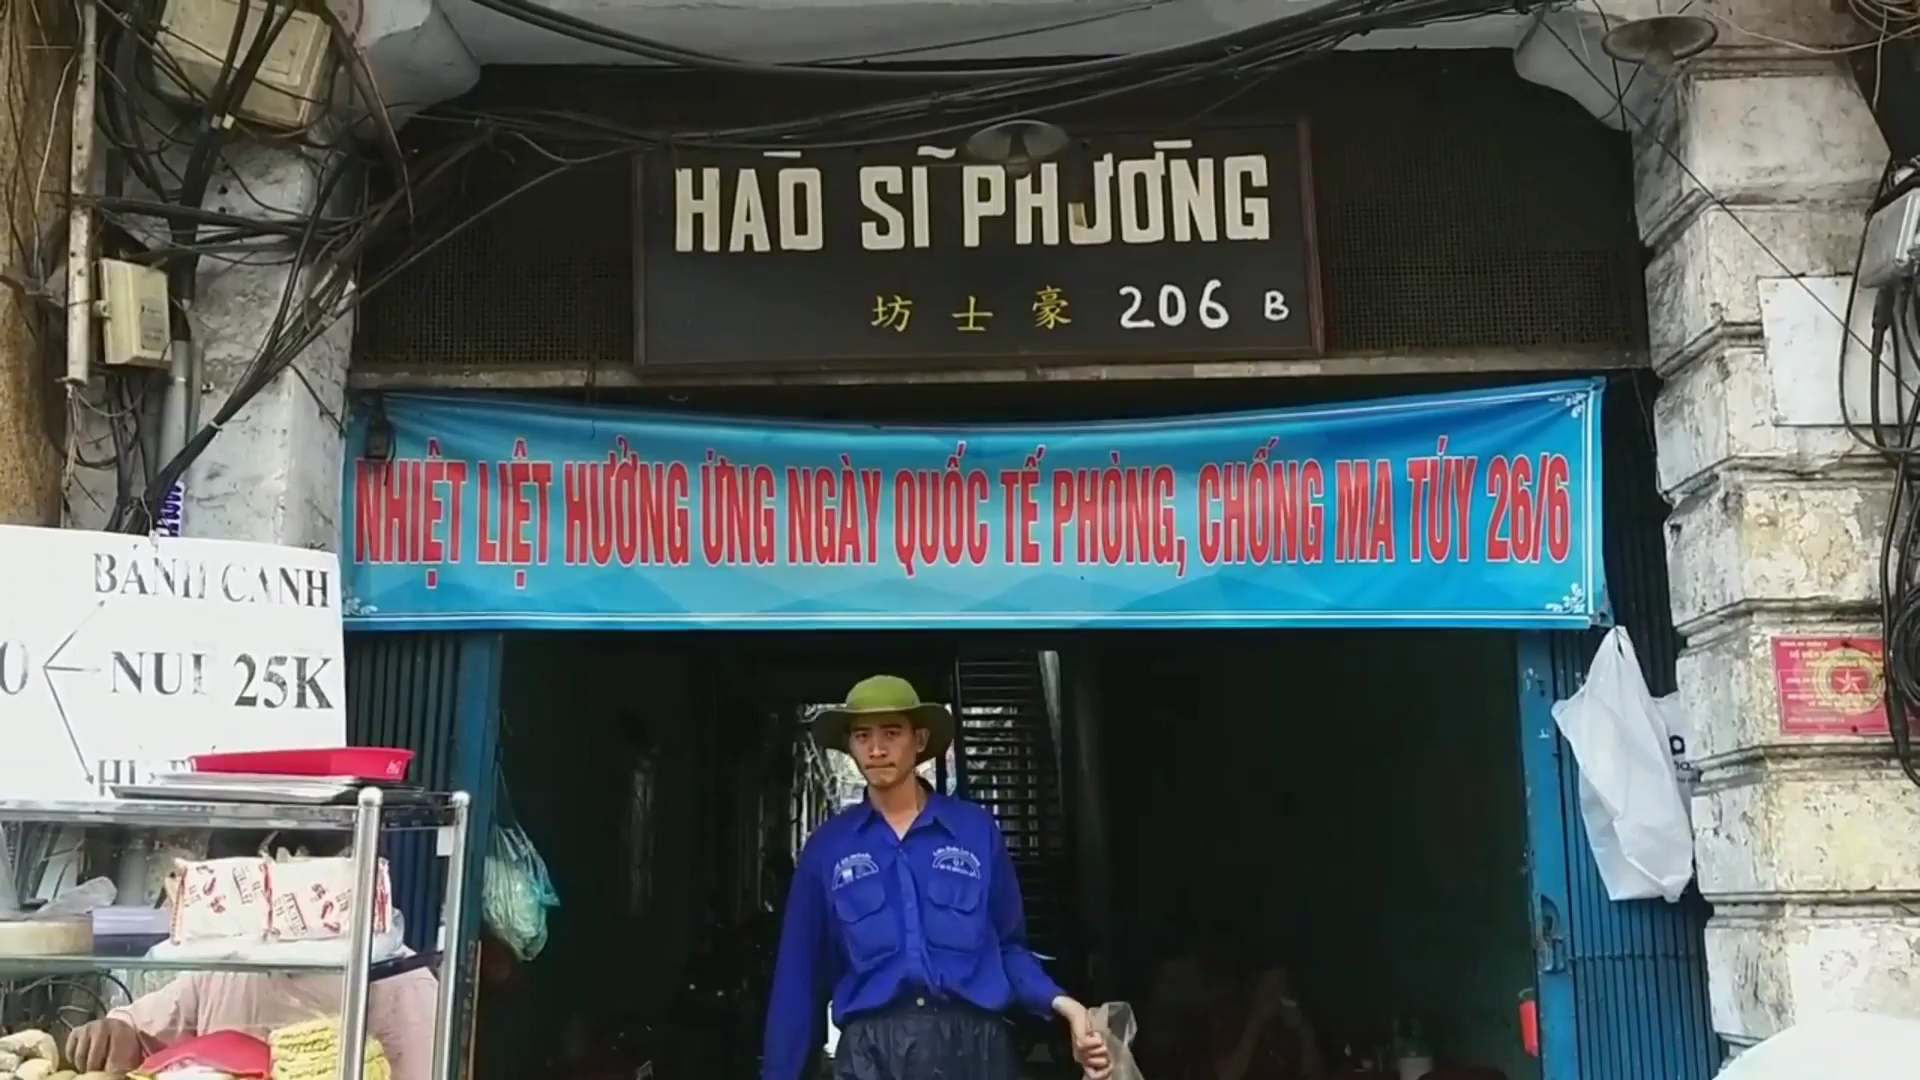 HÀO SĨ PHƯỜNG
坊 士 豪 206 B
NHIỆT LIỆT HƯỞNG ỨNG NGÀY QUỐC TẾ PHÒNG, CHỐNG MA TÚY 26/6
BÁNH CANH
NUI 25K